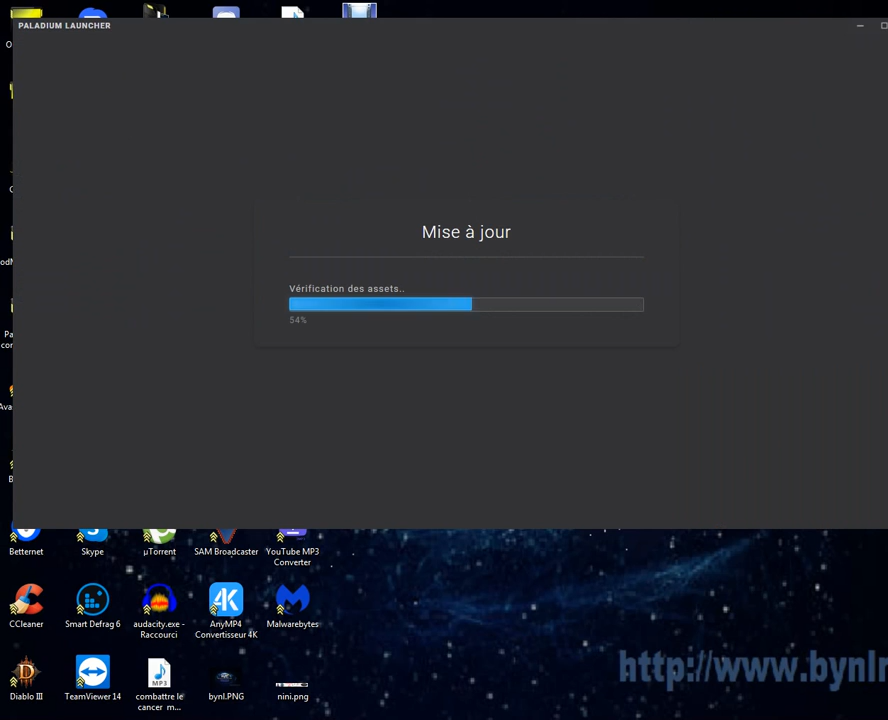 PALADIUM LAUNCHER
Mise à jour
Vérification des assets..
54%
Betternet
Skype
µTorrent
SAM Broadcaster
YouTube MP3
Converter
CCleaner
Smart Defrag 6
audacity.exe -
Raccourci
AnyMP4
Convertisseur 4K
Malwarebytes
Diablo III
TeamViewer 14
MP3
combattre le
cancer m...
bynl.PNG
nini.png
http://www.bynlr